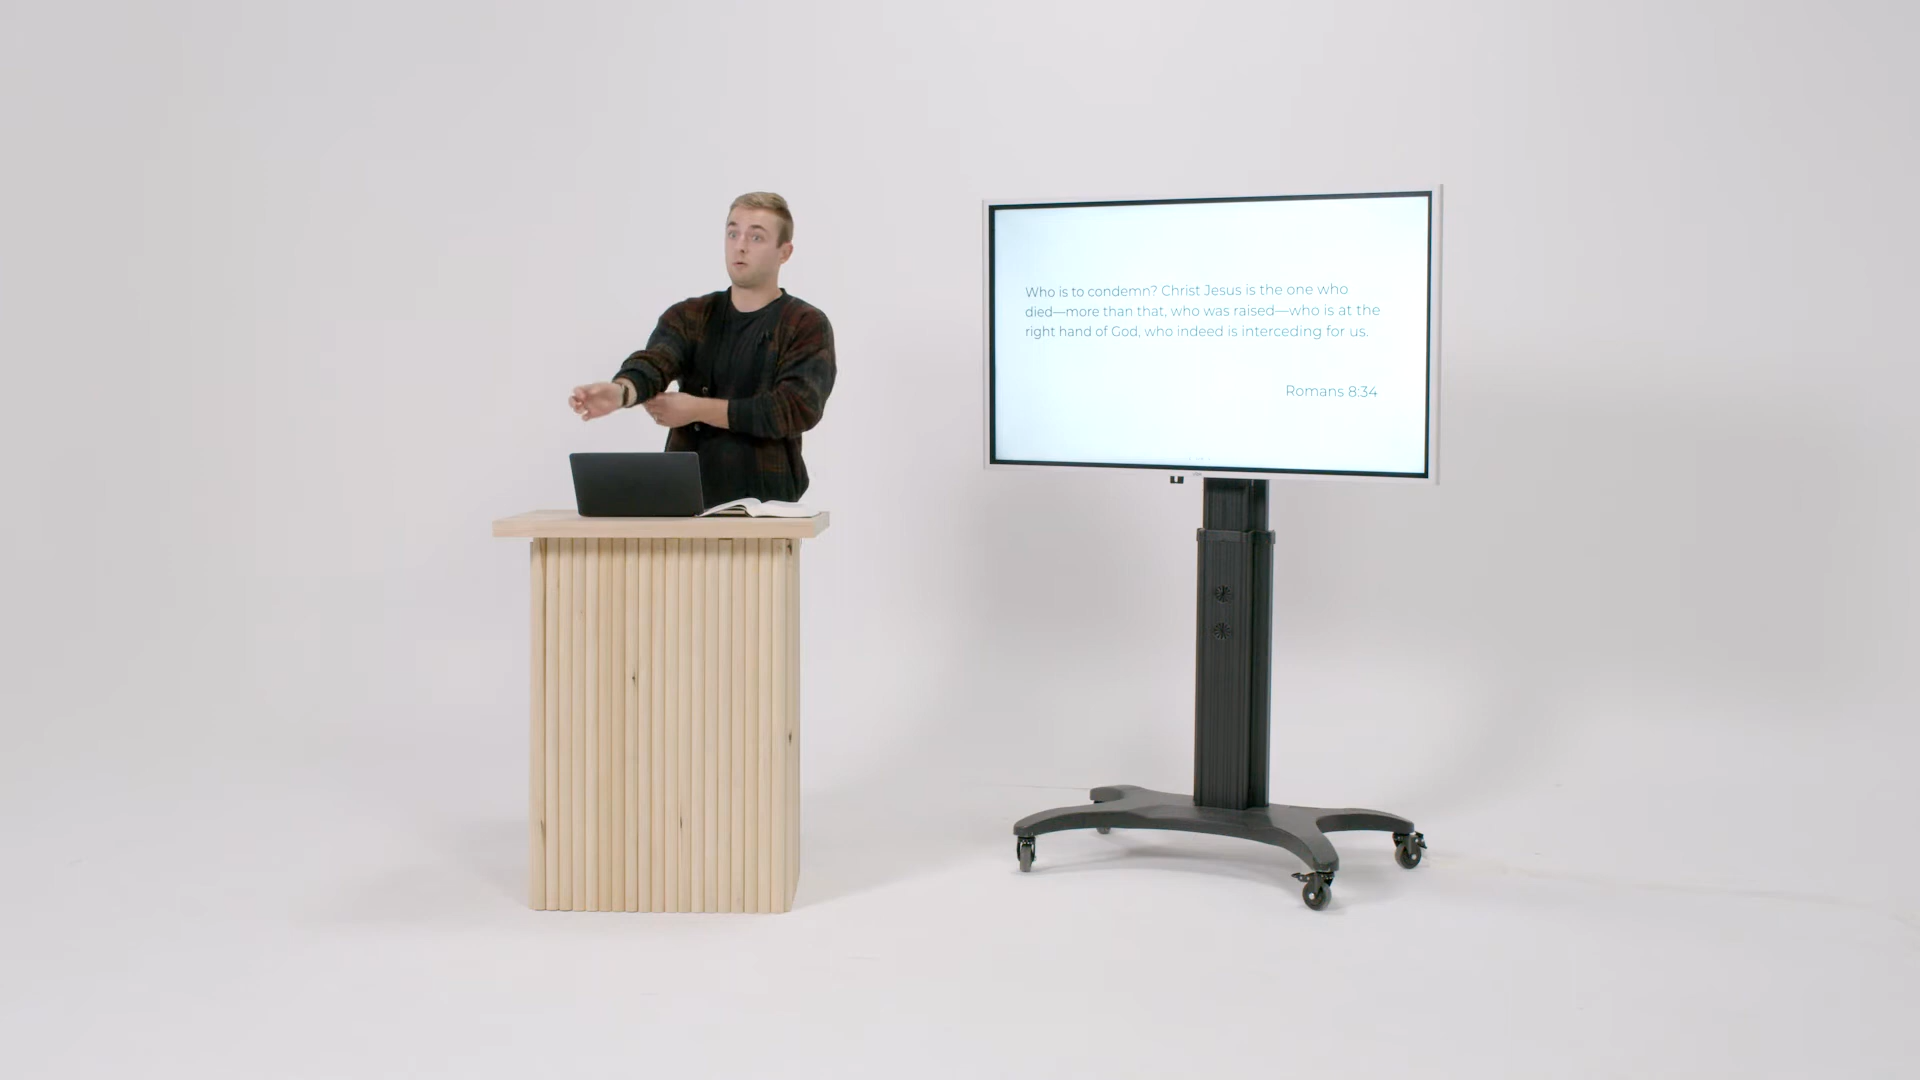 Who is to condemn? Christ Jesus is the one who
died—more than that, who was raised—who is at the
right hand of God, who indeed is interceding for us.
Romans 8:34